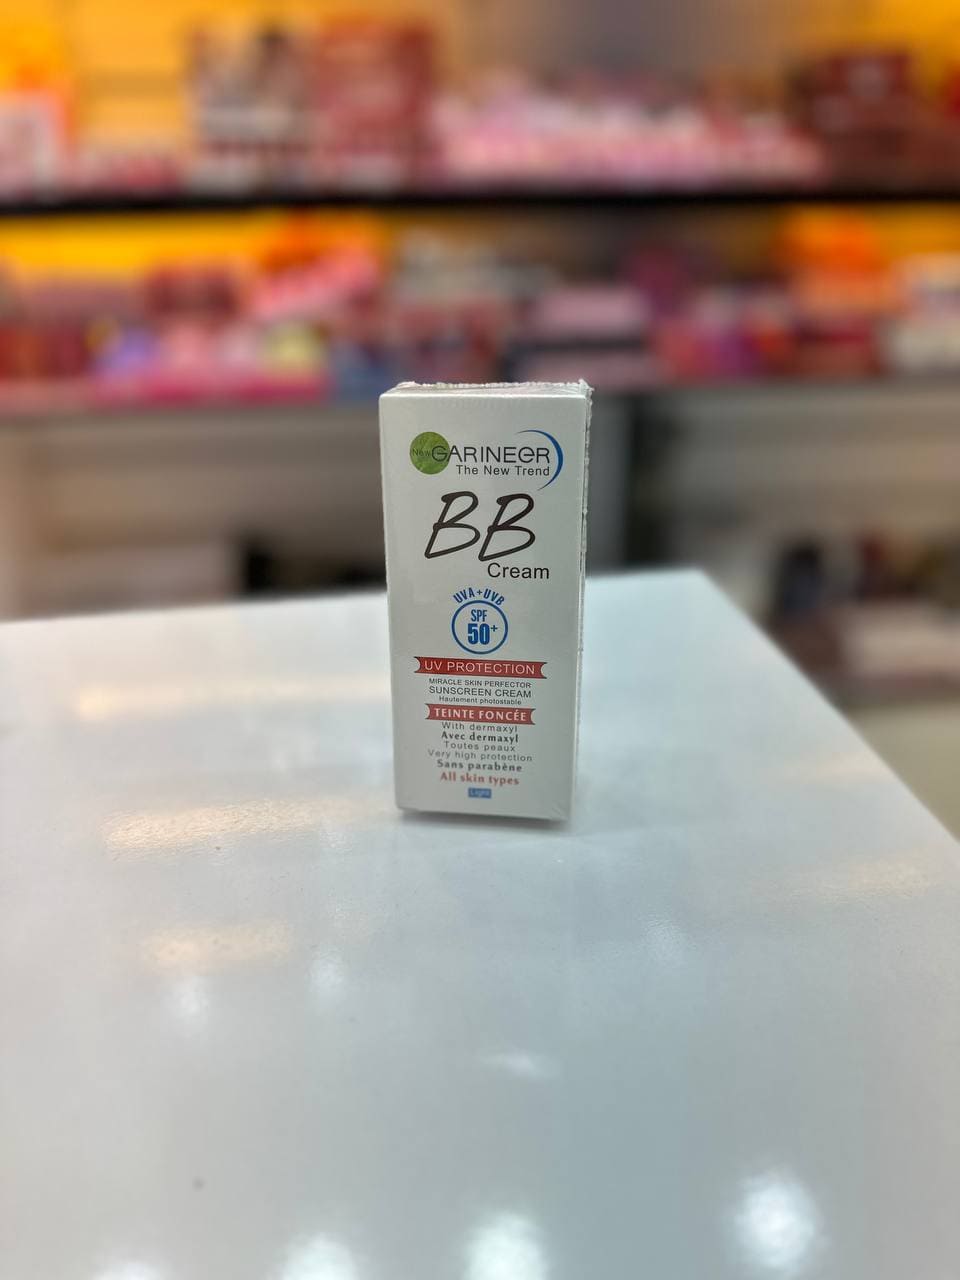 New GARINEER
The New Trend
BB
Cream
UVA+UVB
SPF
50+
UV PROTECTION
MIRACLE SKIN PERFECTOR
SUNSCREEN CREAM
Hautement photostable
TEINTE FONCÉE
With dermaxyl
Avec dermaxyl
Toutes peaux
Very high protection
Sans parabène
All skin types
Light